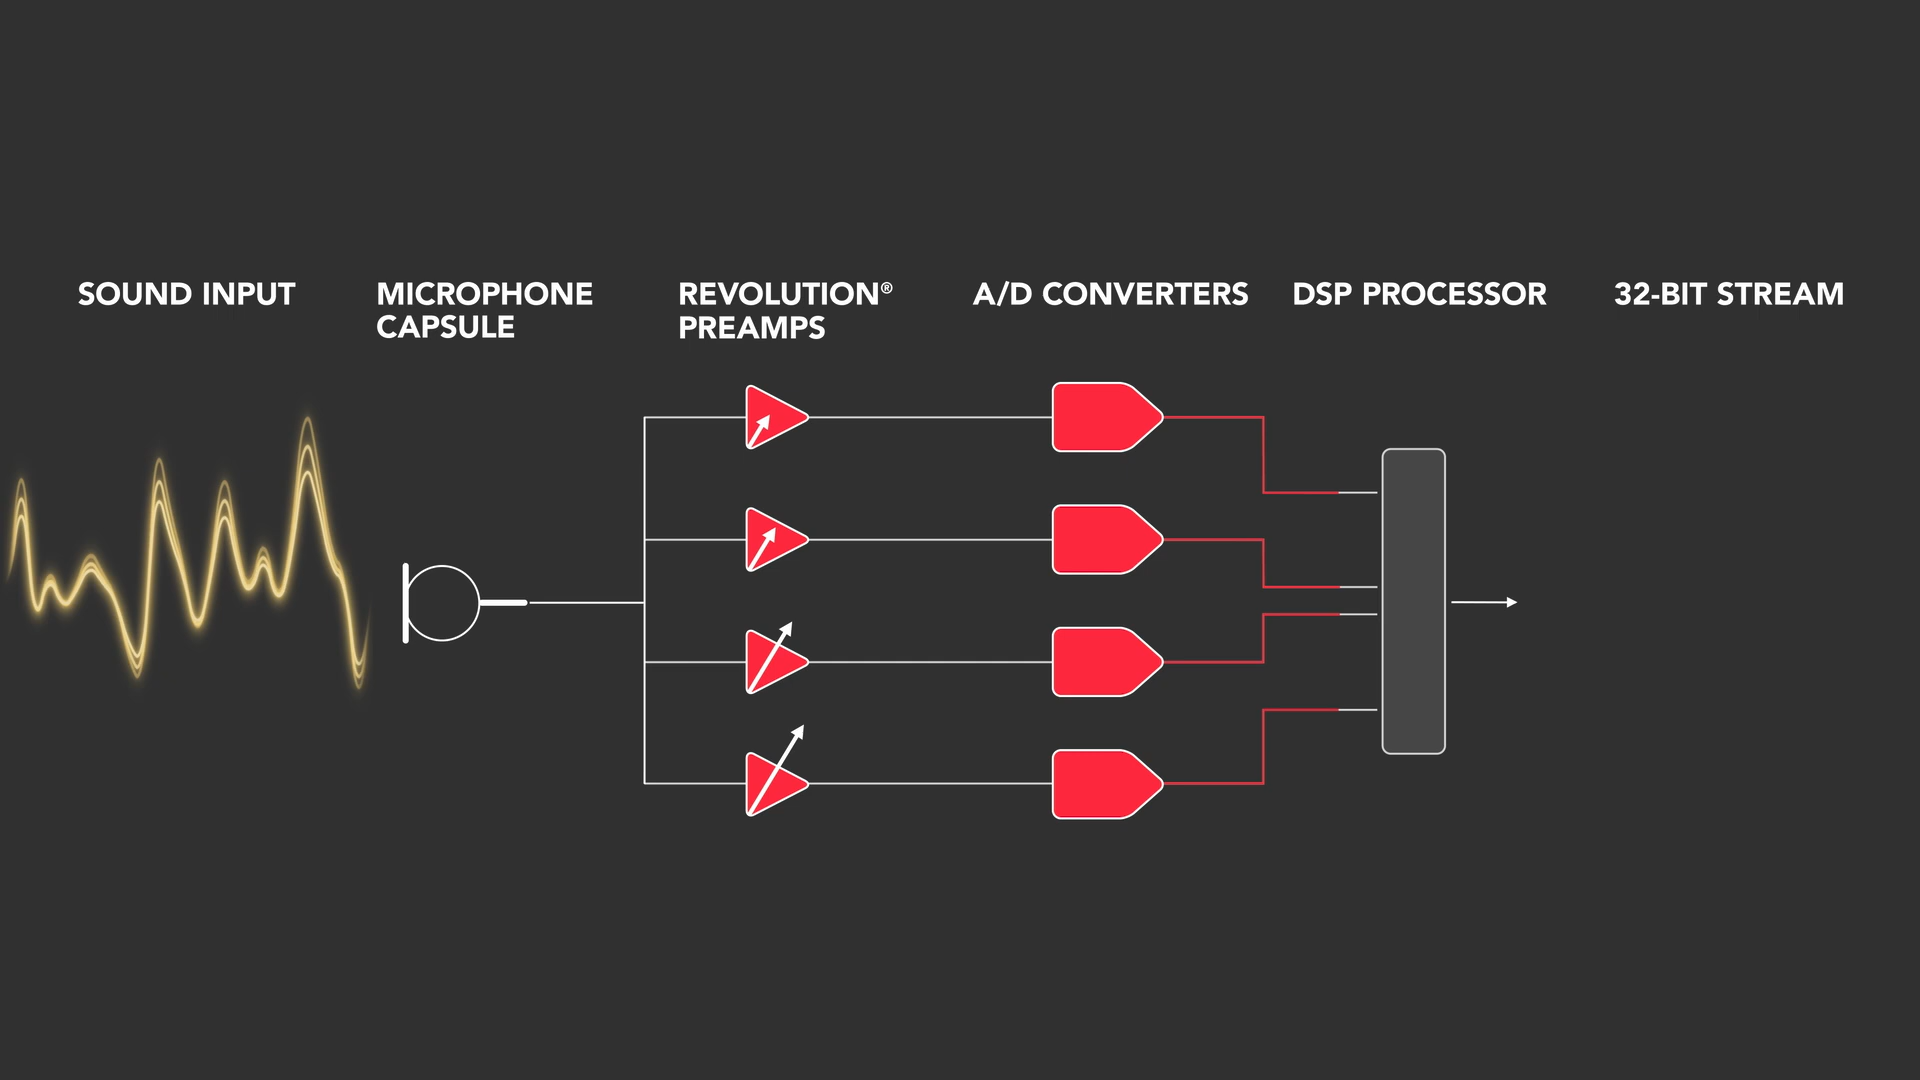 SOUND INPUT
MICROPHONE
CAPSULE
REVOLUTION®
PREAMPS
A/D CONVERTERS
DSP PROCESSOR
32-BIT STREAM